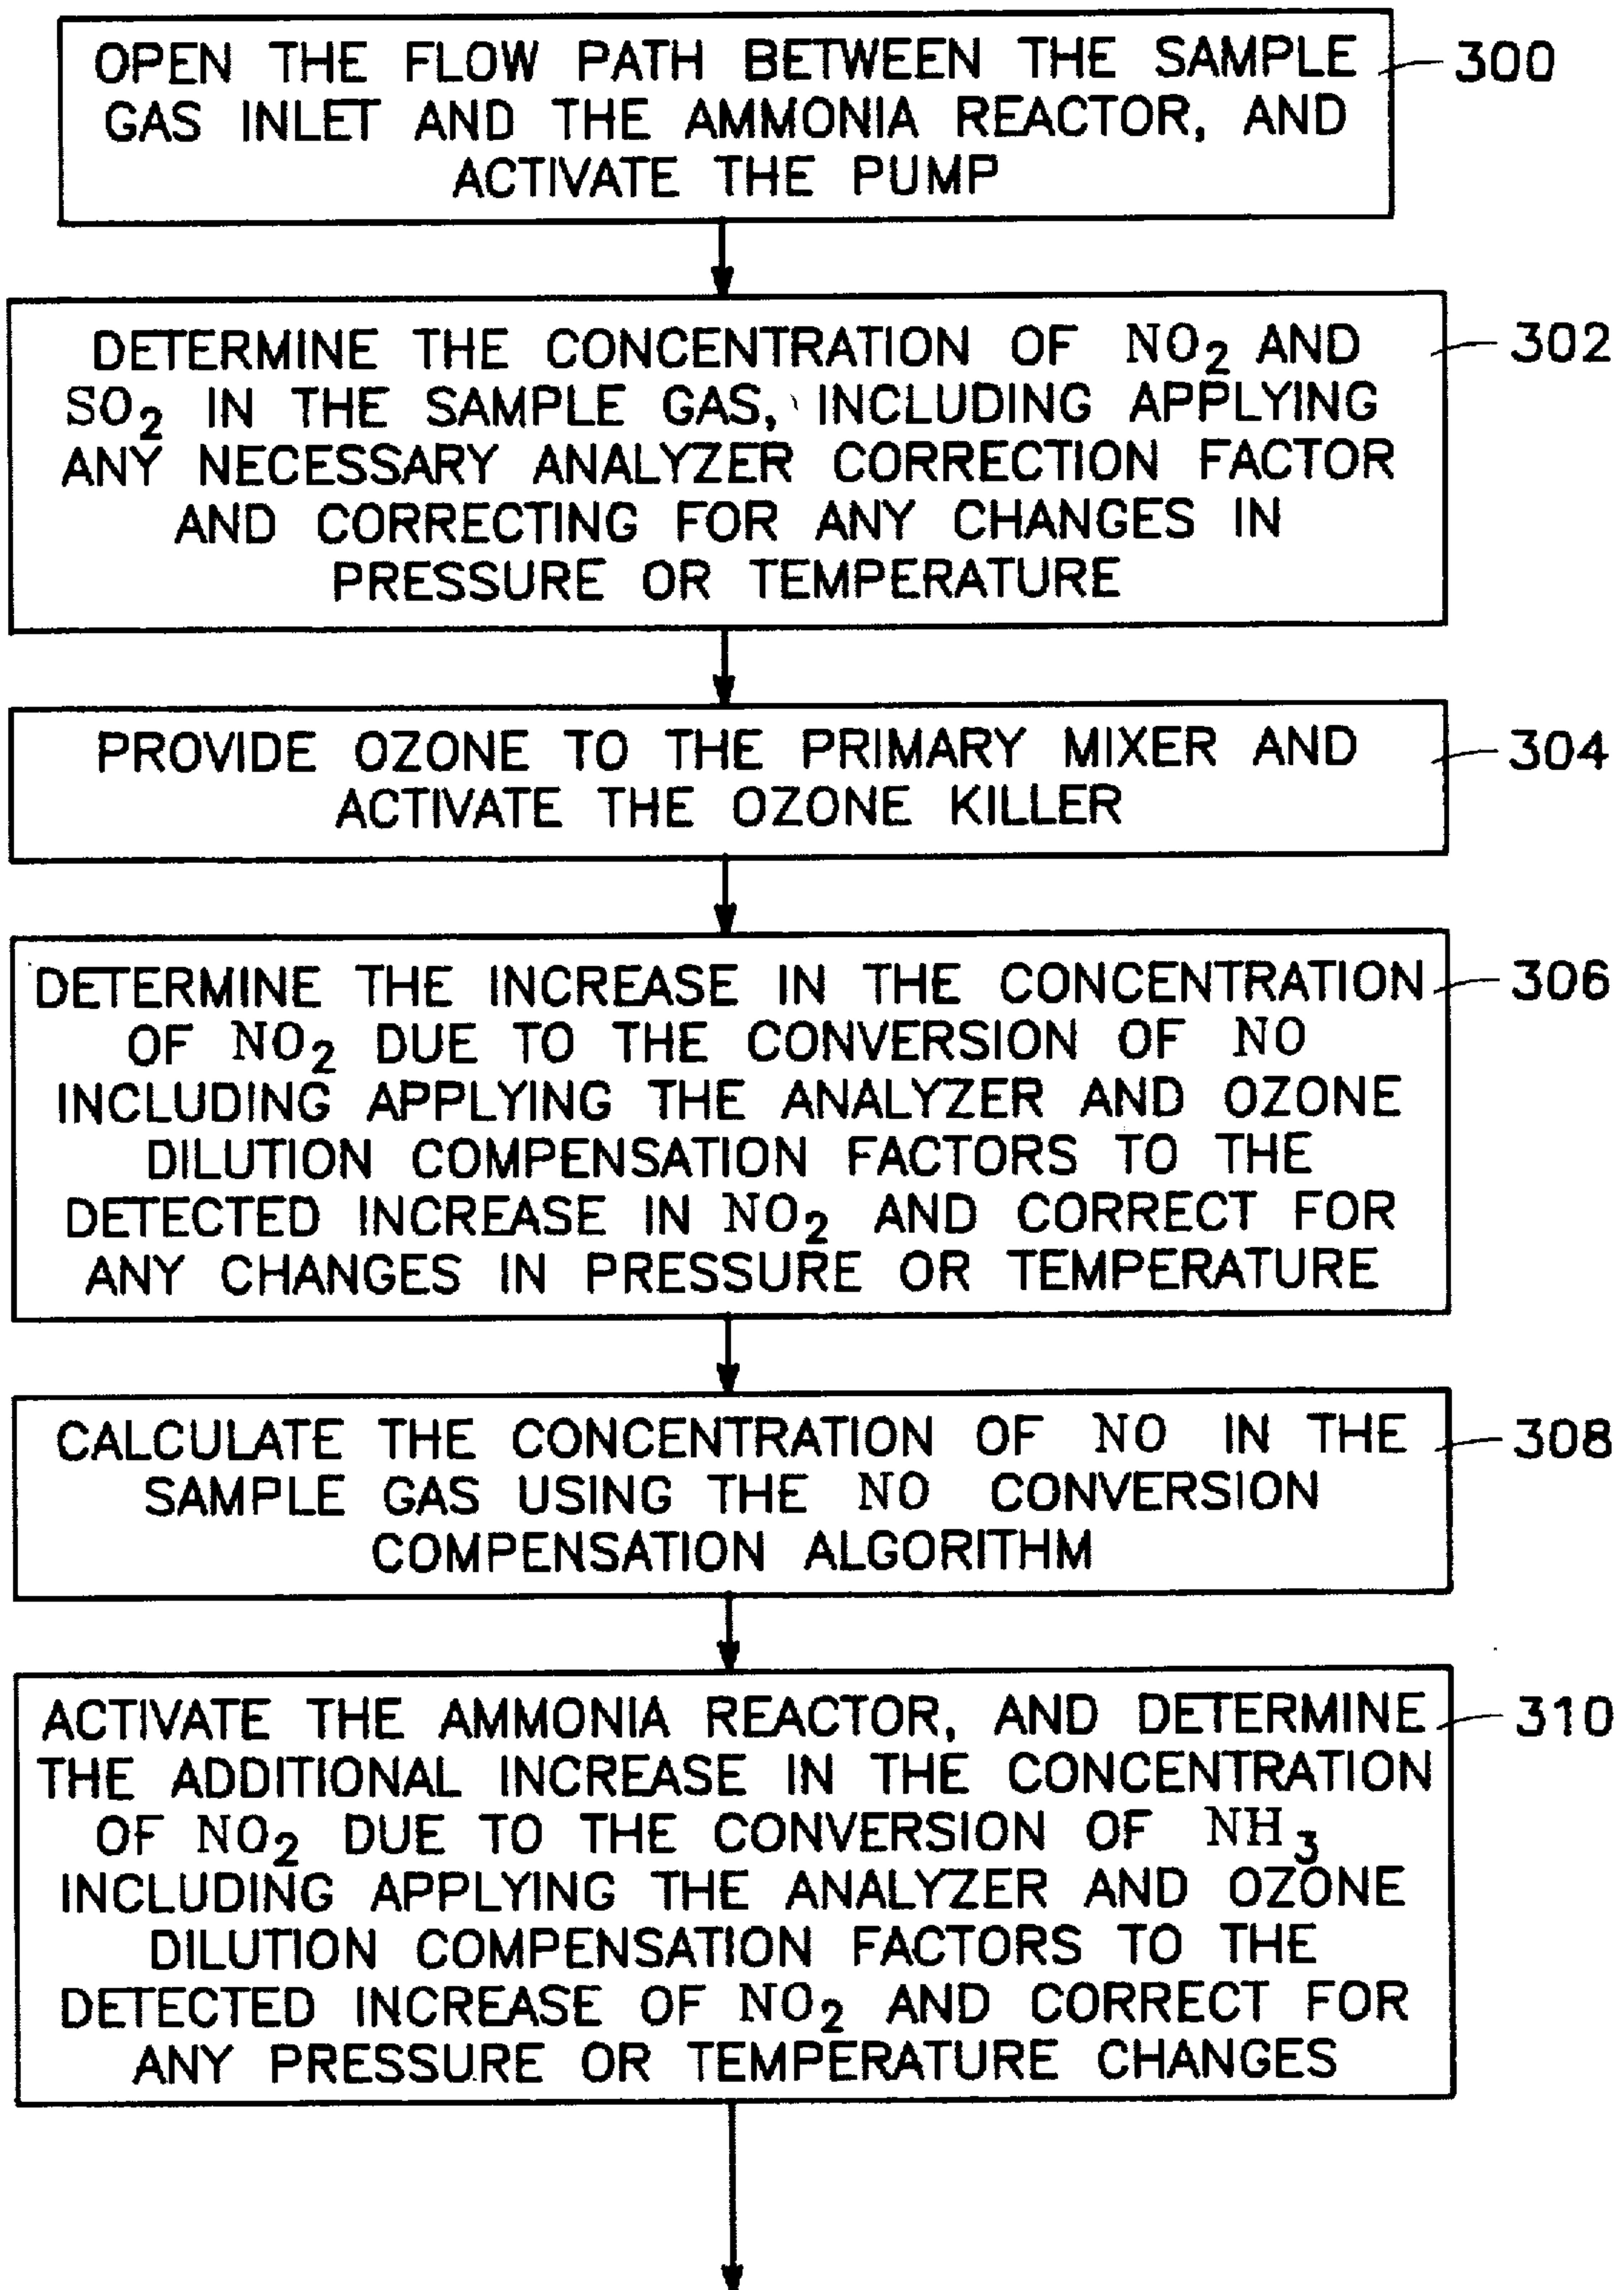 OPEN THE FLOW PATH BETWEEN THE SAMPLE
GAS INLET AND THE AMMONIA REACTOR, AND
ACTIVATE THE PUMP
300
DETERMINE THE CONCENTRATION OF NO₂ AND
SO₂ IN THE SAMPLE GAS, INCLUDING APPLYING
ANY NECESSARY ANALYZER CORRECTION FACTOR
AND CORRECTING FOR ANY CHANGES IN
PRESSURE OR TEMPERATURE
302
PROVIDE OZONE TO THE PRIMARY MIXER AND
ACTIVATE THE OZONE KILLER
304
DETERMINE THE INCREASE IN THE CONCENTRATION
OF NO₂ DUE TO THE CONVERSION OF NO
INCLUDING APPLYING THE ANALYZER AND OZONE
DILUTION COMPENSATION FACTORS TO THE
DETECTED INCREASE IN NO₂ AND CORRECT FOR
ANY CHANGES IN PRESSURE OR TEMPERATURE
306
CALCULATE THE CONCENTRATION OF NO IN THE
SAMPLE GAS USING THE NO CONVERSION
COMPENSATION ALGORITHM
308
ACTIVATE THE AMMONIA REACTOR, AND DETERMINE
THE ADDITIONAL INCREASE IN THE CONCENTRATION
OF NO₂ DUE TO THE CONVERSION OF NH₃
INCLUDING APPLYING THE ANALYZER AND OZONE
DILUTION COMPENSATION FACTORS TO THE
DETECTED INCREASE OF NO₂ AND CORRECT FOR
ANY PRESSURE OR TEMPERATURE CHANGES
310